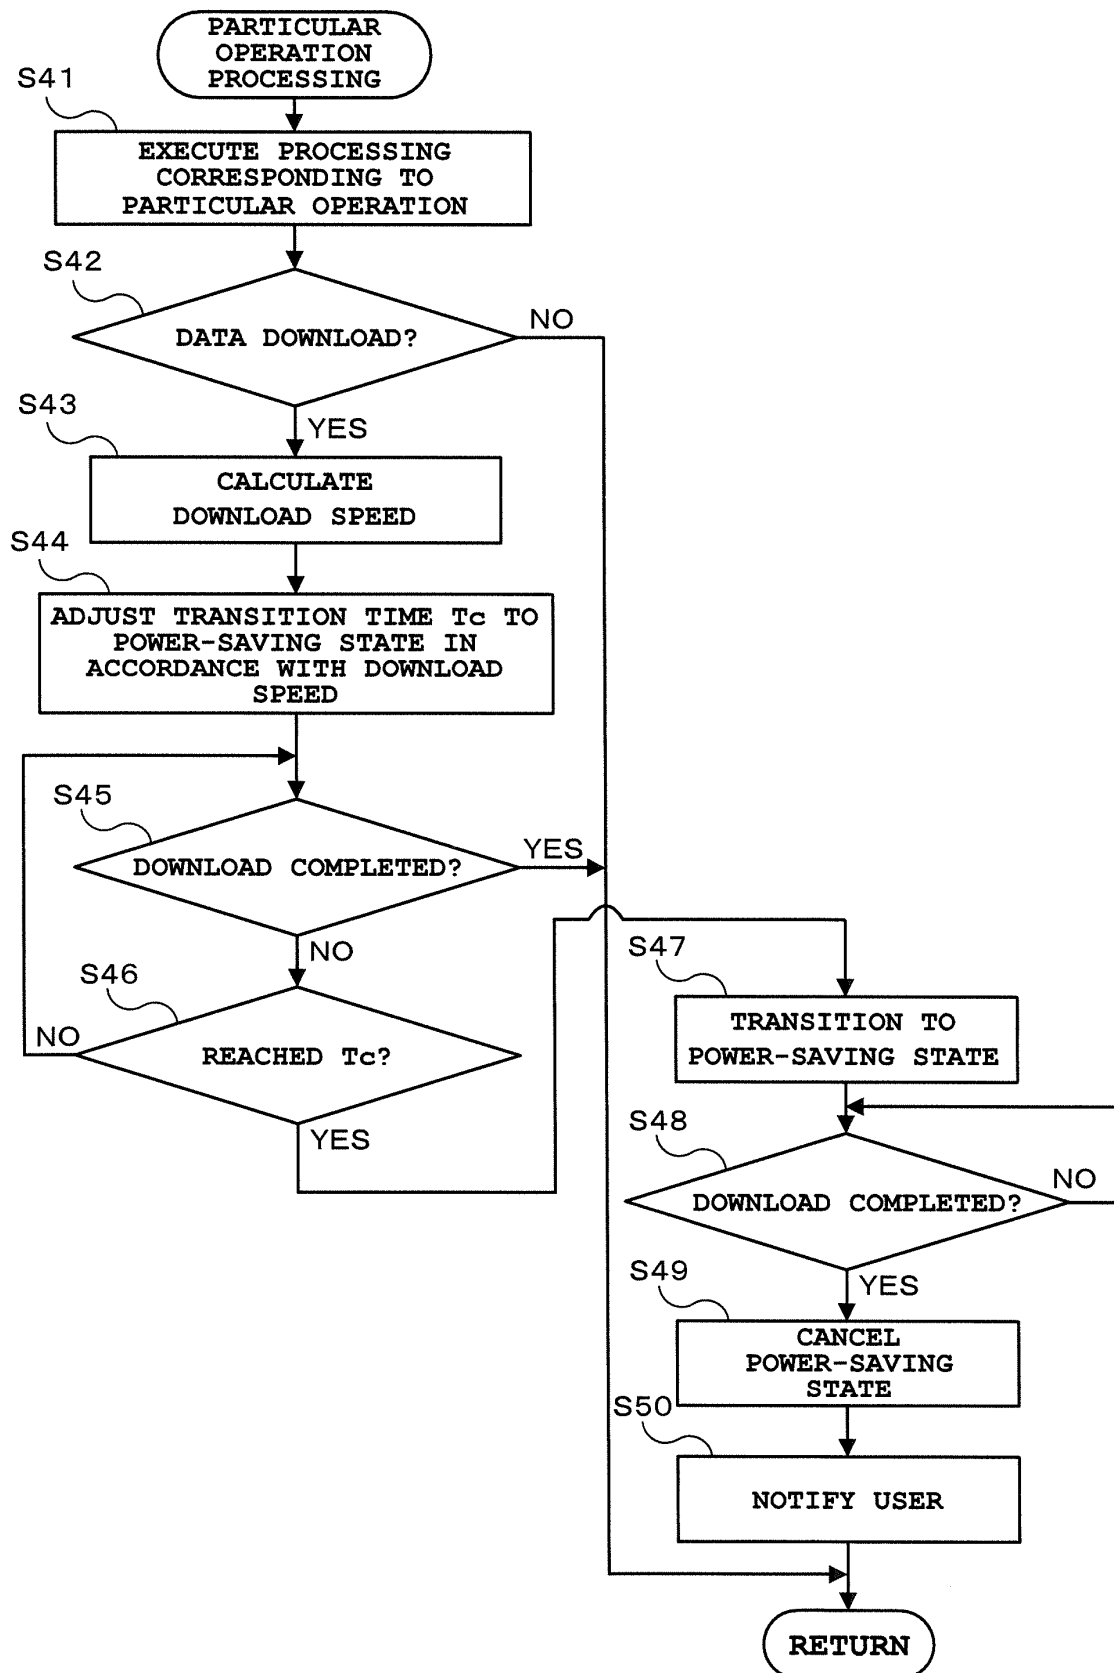 PARTICULAR
OPERATION
PROCESSING
S41
EXECUTE PROCESSING
CORRESPONDING TO
PARTICULAR OPERATION
S42
DATA DOWNLOAD?
NO
YES
S43
CALCULATE
DOWNLOAD SPEED
S44
ADJUST TRANSITION TIME Tc TO
POWER-SAVING STATE IN
ACCORDANCE WITH DOWNLOAD
SPEED
S45
DOWNLOAD COMPLETED?
YES
NO
S46
REACHED Tc?
NO
YES
S47
TRANSITION TO
POWER-SAVING STATE
S48
DOWNLOAD COMPLETED?
NO
YES
S49
CANCEL
POWER-SAVING
STATE
S50
NOTIFY USER
RETURN